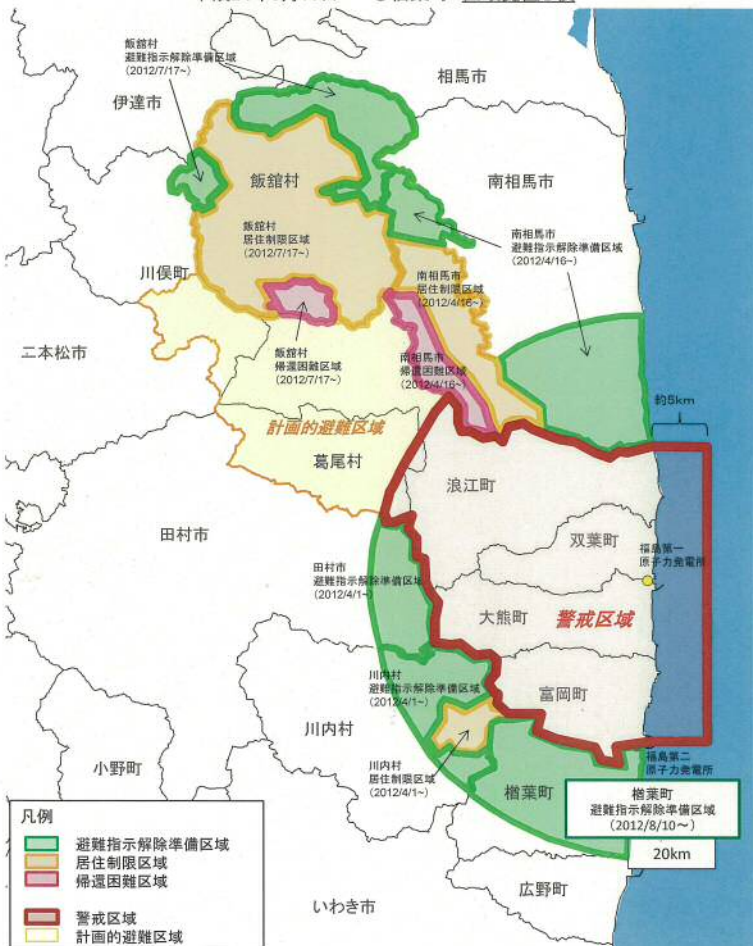 飯舘村
避難指示解除準備区域
(2012/7/17~)
相馬市
伊達市
飯舘村
南相馬市
飯舘村
居住制限区域
(2012/7/17~)
南相馬市
避難指示解除準備区域
(2012/4/16~)
川俣町
南相馬市
居住制限区域
(2012/4/16~)
二本松市
飯舘村
帰還困難区域
(2012/7/17~)
南相馬市
帰還困難区域
(2012/4/16~)
約5km
計画的避難区域
葛尾村
浪江町
田村市
双葉町
福島第一
原子力発電所
田村市
避難指示解除準備区域
(2012/4/1~)
大熊町
警戒区域
川内村
避難指示解除準備区域
(2012/4/1~)
富岡町
川内村
小野町
川内村
居住制限区域
(2012/4/1~)
福島第二
原子力発電所
楢葉町
楢葉町
避難指示解除準備区域
(2012/8/10～)
20km
広野町
いわき市
凡例
避難指示解除準備区域
居住制限区域
帰還困難区域
警戒区域
計画的避難区域